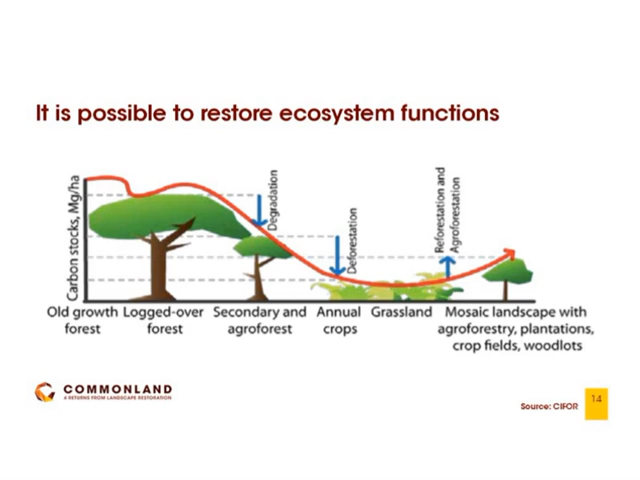 It is possible to restore ecosystem functions
Carbon stocks, Mg/ha
Degradation
Deforestation
Reforestation and
Agroforestation
Old growth
forest
Logged-over
forest
Secondary and
agroforest
Annual
crops
Grassland
Mosaic landscape with
agroforestry, plantations,
crop fields, woodlots
COMMONLAND
4 RETURNS FROM LANDSCAPE RESTORATION
Source: CIFOR
14